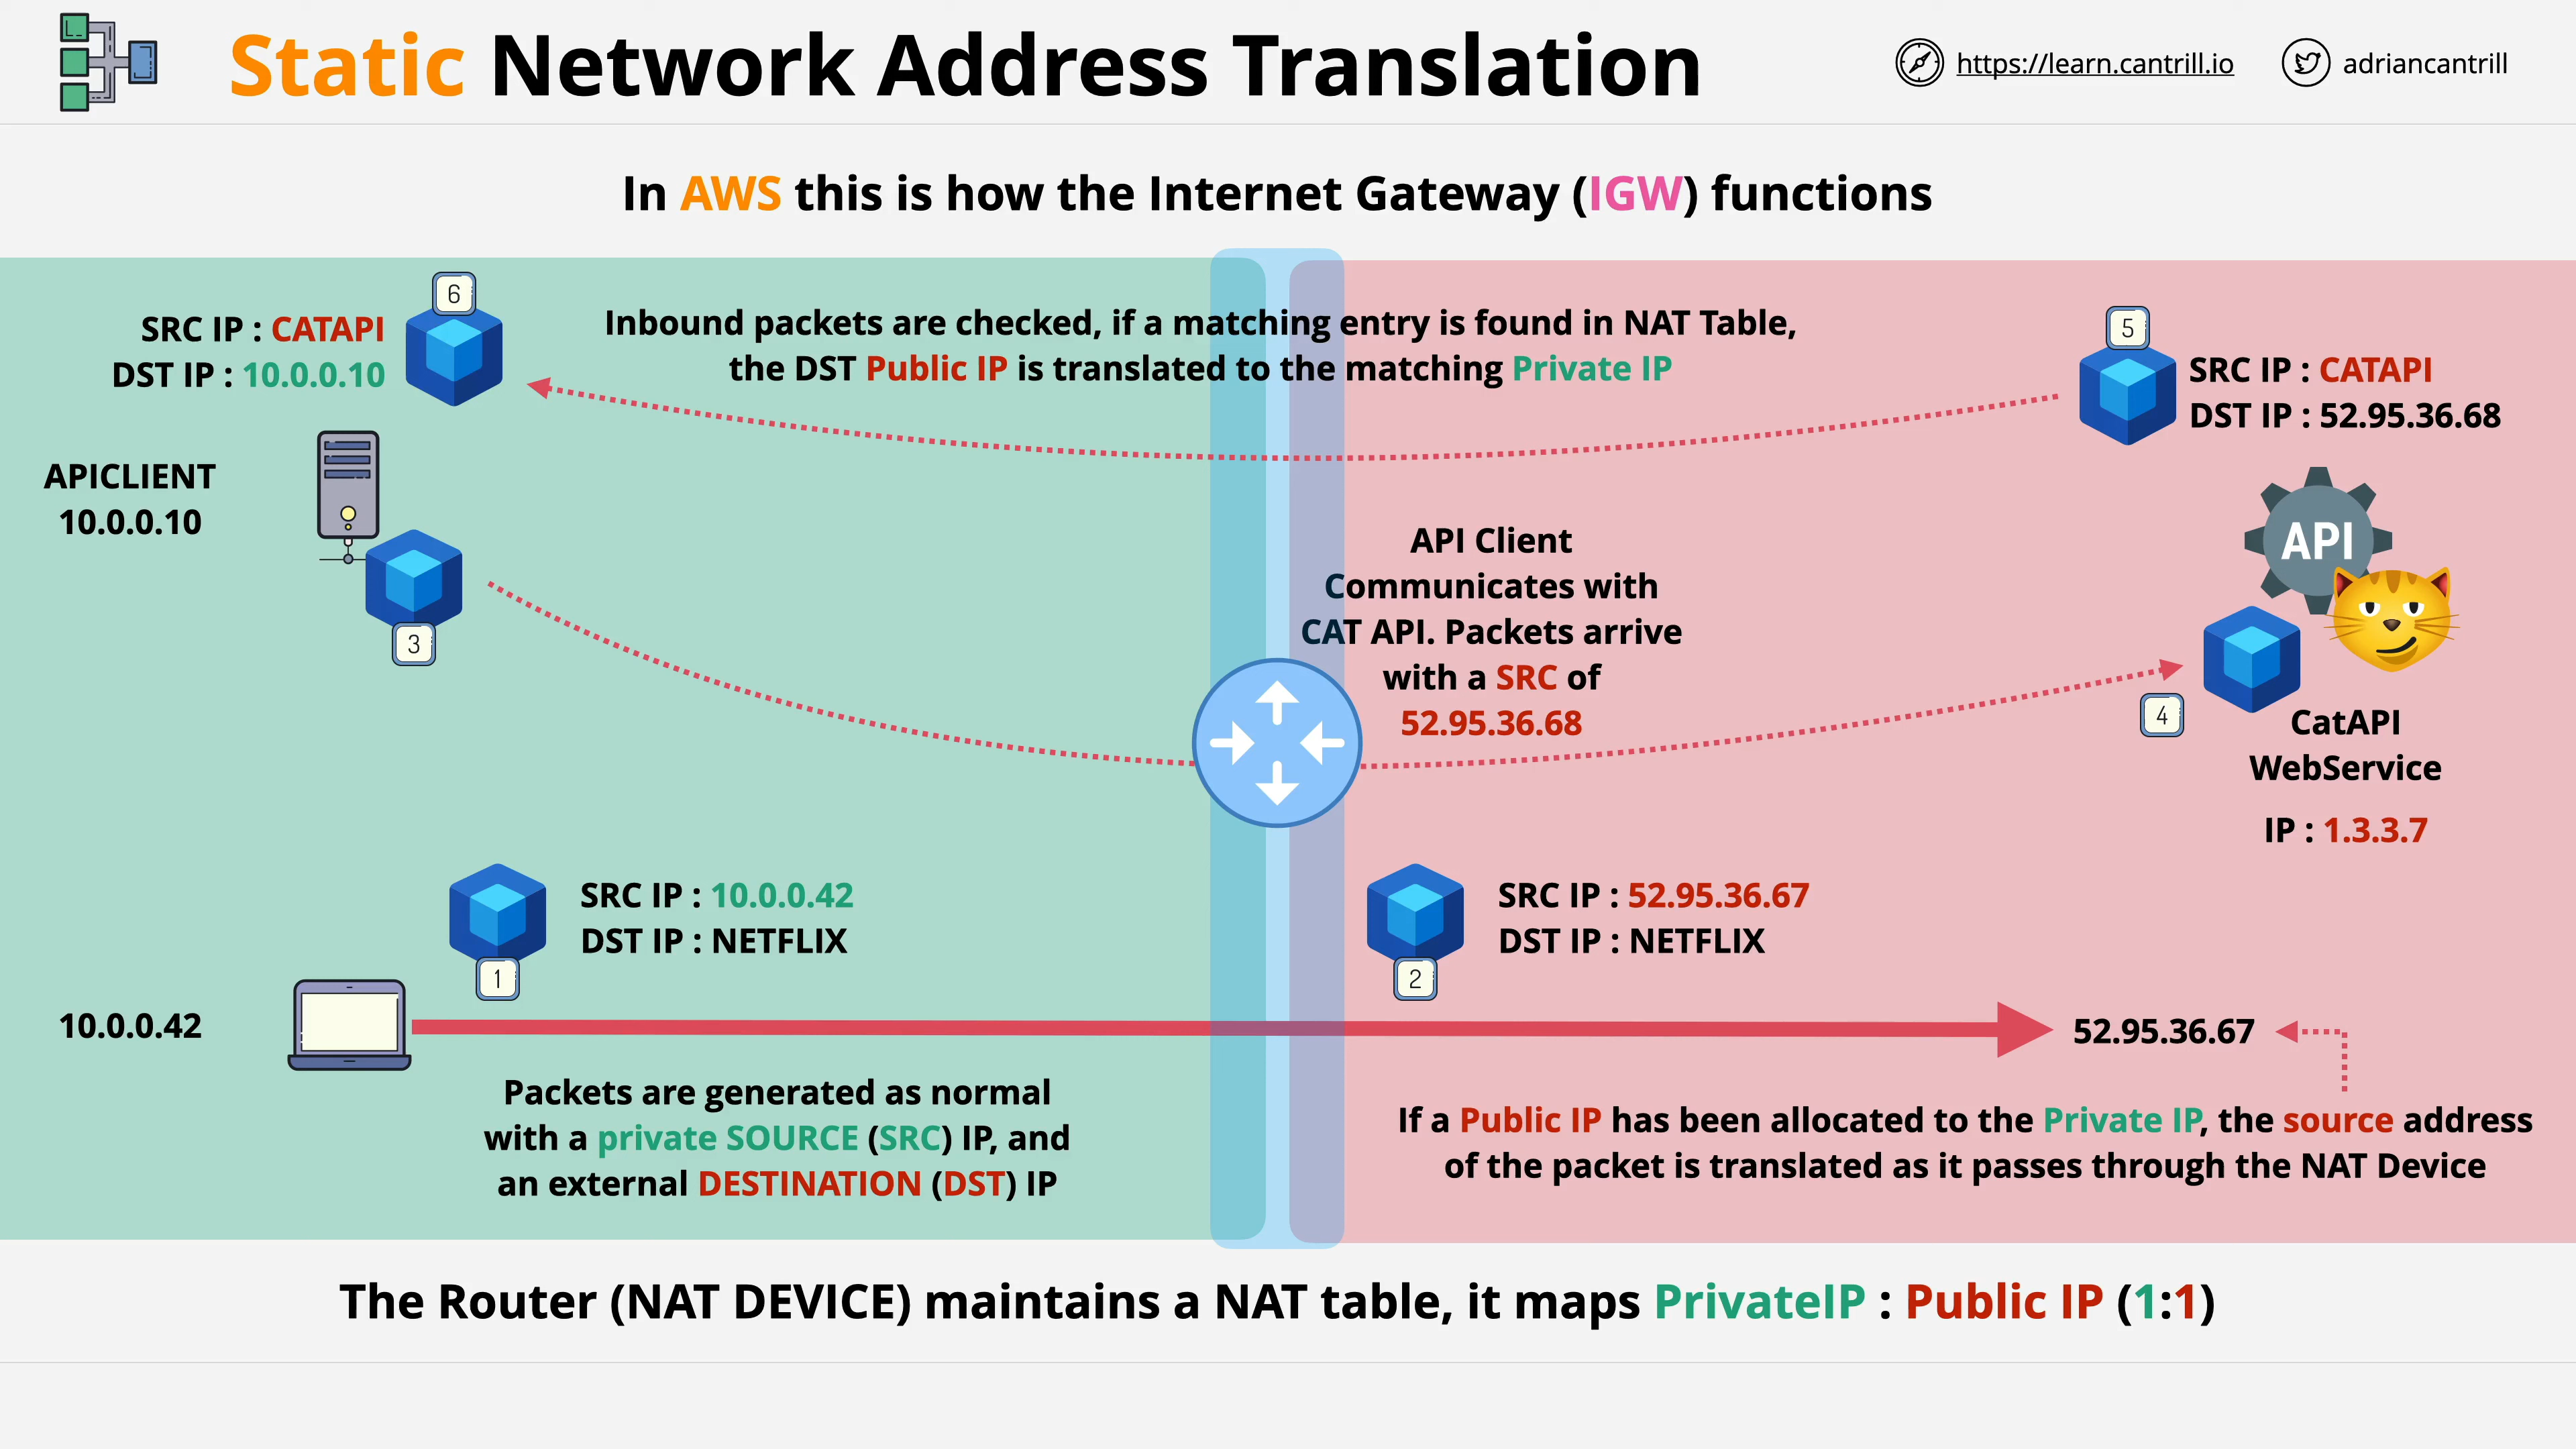 Static Network Address Translation
https://learn.cantrill.io
adriancantrill
In AWS this is how the Internet Gateway (IGW) functions
6
SRC IP : CATAPI
DST IP : 10.0.0.10
Inbound packets are checked, if a matching entry is found in NAT Table,
the DST Public IP is translated to the matching Private IP
5
SRC IP : CATAPI
DST IP : 52.95.36.68
APICLIENT
10.0.0.10
3
API Client
Communicates with
CAT API. Packets arrive
with a SRC of
52.95.36.68
API
4
CatAPI
WebService
IP : 1.3.3.7
1
SRC IP : 10.0.0.42
DST IP : NETFLIX
2
SRC IP : 52.95.36.67
DST IP : NETFLIX
10.0.0.42
52.95.36.67
Packets are generated as normal
with a private SOURCE (SRC) IP, and
an external DESTINATION (DST) IP
If a Public IP has been allocated to the Private IP, the source address
of the packet is translated as it passes through the NAT Device
The Router (NAT DEVICE) maintains a NAT table, it maps PrivateIP : Public IP (1:1)